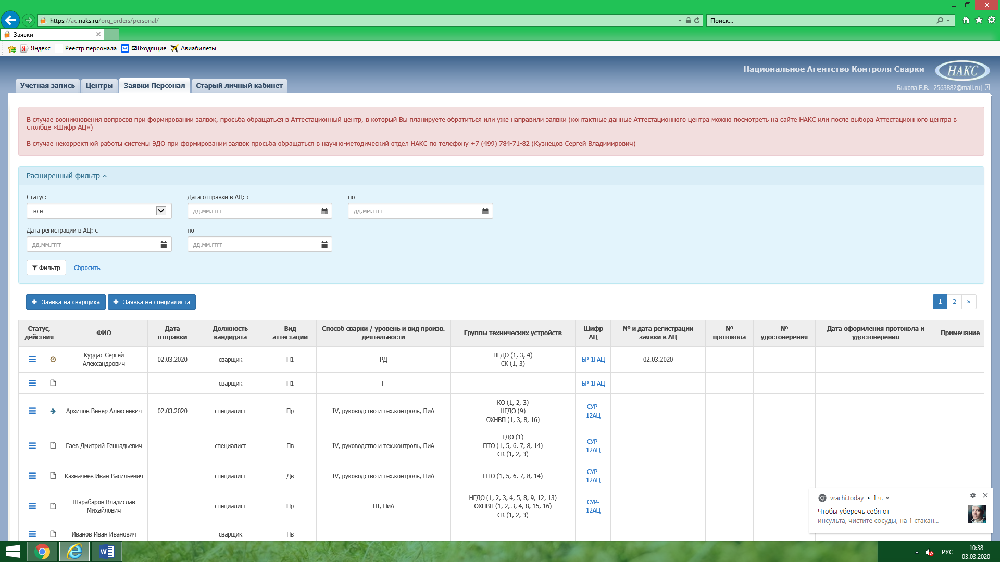 https://ac.naks.ru/org_orders/personal/
Поиск...
Заявки
Яндекс
Реестр персонала
Входящие
Авиабилеты
Национальное Агентство Контроля Сварки
НАКС
Быкова Е.В. [2563882@mail.ru]
Учетная запись
Центры
Заявки Персонал
Старый личный кабинет
В случае возникновения вопросов при формировании заявок, просьба обращаться в Аттестационный центр, в который Вы планируете обратиться или уже направили заявки (контактные данные Аттестационного центра можно посмотреть на сайте НАКС или после выбора Аттестационного центра в
столбце «Шифр АЦ»)
В случае некорректной работы системы ЭДО при формировании заявок просьба обращаться в научно-методический отдел НАКС по телефону +7 (499) 784-71-82 (Кузнецов Сергей Владимирович)
Расширенный фильтр
Статус:
Дата отправки в АЦ: с
по
все
дд.мм.гггг
дд.мм.гггг
Дата регистрации в АЦ: с
по
дд.мм.гггг
дд.мм.гггг
Фильтр
Сбросить
+ Заявка на сварщика
+ Заявка на специалиста
1 2 »
Статус, действия
ФИО
Дата отправки
Должность кандидата
Вид аттестации
Способ сварки / уровень и вид произв. деятельности
Группы технических устройств
Шифр АЦ
№ и дата регистрации заявки в АЦ
№ протокола
№ удостоверения
Дата оформления протокола и удостоверения
Примечание
Курдас Сергей
Александрович
02.03.2020
сварщик
П1
РД
НГДО (1, 3, 4)
СК (1, 3)
БР-1ГАЦ
02.03.2020
сварщик
П1
Г
БР-1ГАЦ
Архипов Венер Алексеевич
02.03.2020
специалист
Пр
IV, руководство и тех.контроль, ПиА
КО (1, 2, 3)
НГДО (9)
ОХНВП (1, 3, 8, 16)
СУР-
12АЦ
Гаев Дмитрий Геннадьевич
специалист
Пв
IV, руководство и тех.контроль, ПиА
ГДО (1)
ПТО (1, 5, 6, 7, 8, 14)
СК (1, 2, 3)
СУР-
12АЦ
Казначеев Иван Васильевич
специалист
Дв
IV, руководство и тех.контроль, ПиА
ПТО (1, 5, 6, 7, 8, 14)
СУР-
12АЦ
Шарабаров Владислав
Михайлович
специалист
Пр
III, ПиА
НГДО (1, 2, 3, 4, 5, 8, 9, 12, 13)
ОХНВП (1, 2, 3, 4, 8, 15, 16)
СК (1, 2, 3)
СУР-
12АЦ
Иванов Иван Иванович
сварщик
Пв
vrachi.today • 1 ч.
Чтобы уберечь себя от
инсульта, чистите сосуды, на 1 стакан...
РУС
10:38
03.03.2020